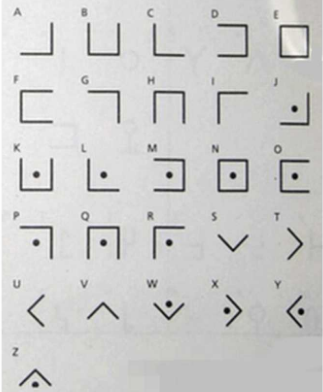 A B C D E
F G H I J
K L M N O
P Q R S T
U V W X Y
Z